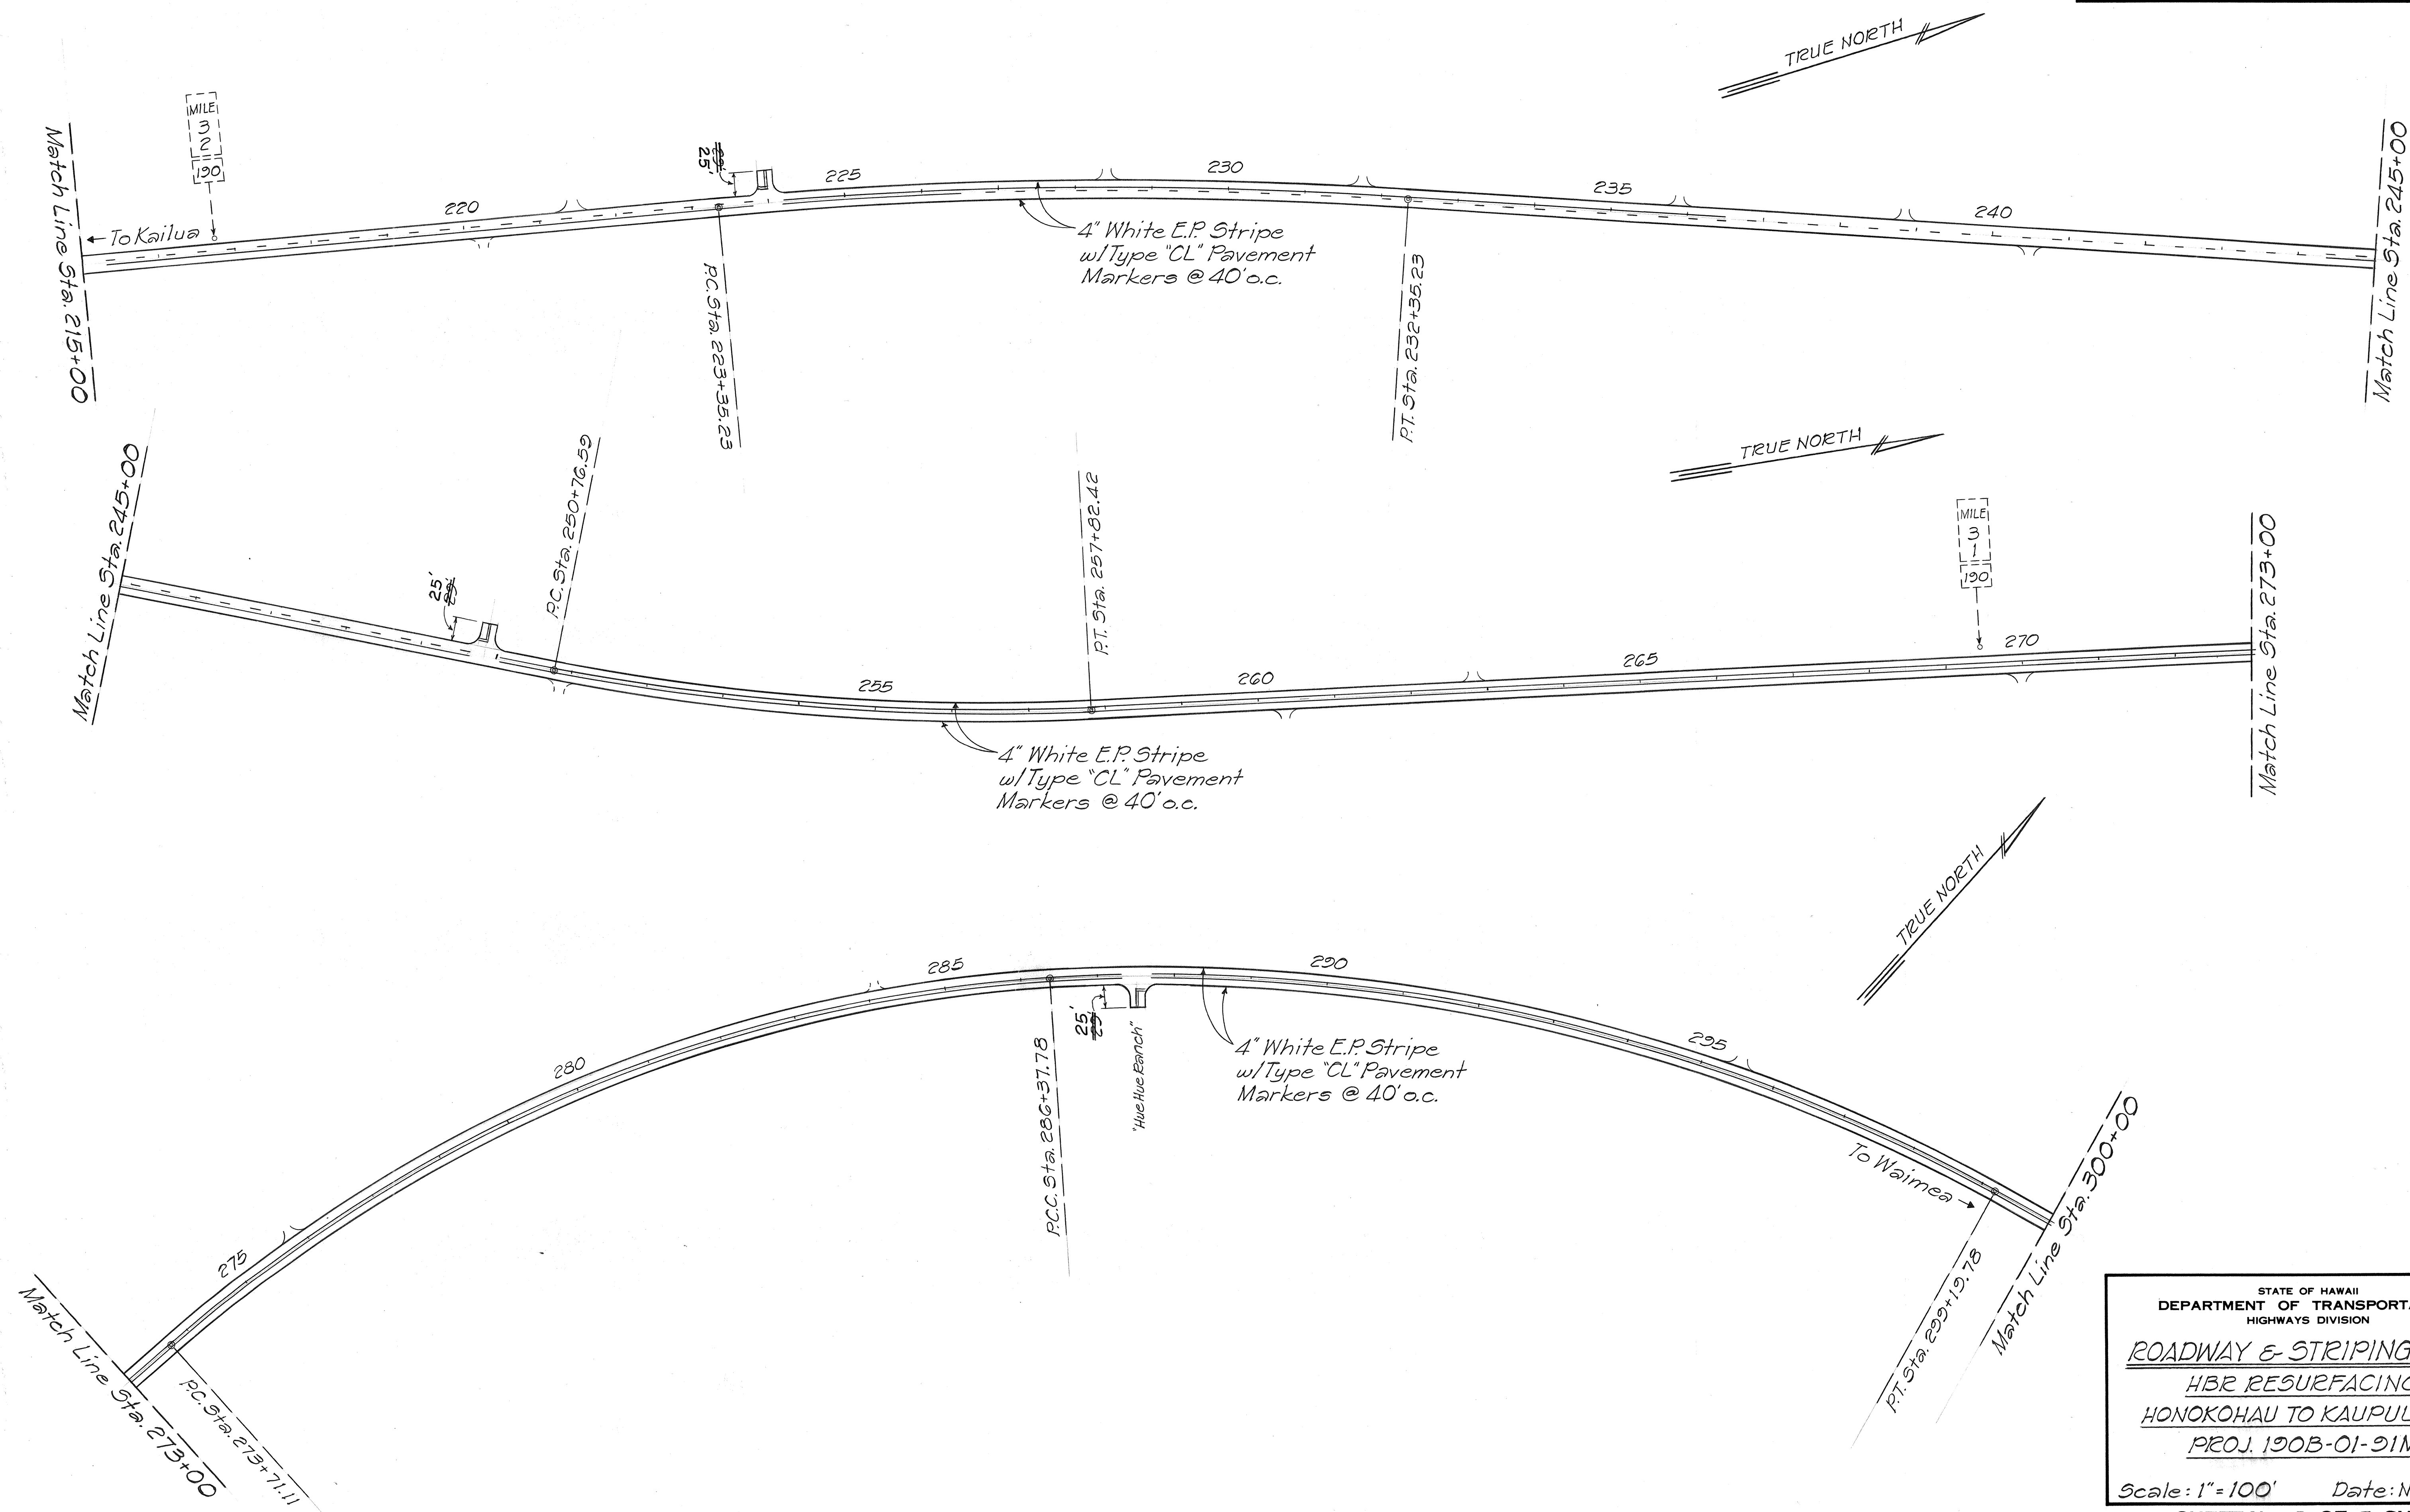 TRUE NORTH
Match Line Sta. 215+00
MILE
3
2
190
To Kailua
220
25'
225
230
235
240
4" White E.P. Stripe
w/Type "CL" Pavement
Markers @ 40' o.c.
P.C. Sta. 223+35.23
P.T. Sta. 232+35.23
Match Line Sta. 245+00
TRUE NORTH
Match Line Sta. 245+00
25'
P.C. Sta. 250+76.59
P.T. Sta. 257+82.42
255
260
265
270
MILE
3
1
190
Match Line Sta. 273+00
4" White E.P. Stripe
w/Type "CL" Pavement
Markers @ 40' o.c.
TRUE NORTH
Match Line Sta. 273+00
P.C. Sta. 273+71.11
275
280
285
290
295
P.C.C. Sta. 286+37.78
25'
"HueHue Ranch"
4" White E.P. Stripe
w/Type "CL" Pavement
Markers @ 40' o.c.
To Waimea
P.T. Sta. 299+19.78
Match Line Sta. 300+00
STATE OF HAWAII
DEPARTMENT OF TRANSPORTA
HIGHWAYS DIVISION
ROADWAY & STRIPING
HBR RESURFACING
HONOKOHAU TO KAUPUL
PROJ. 190B-01-91M
Scale: 1"=100' Date: N